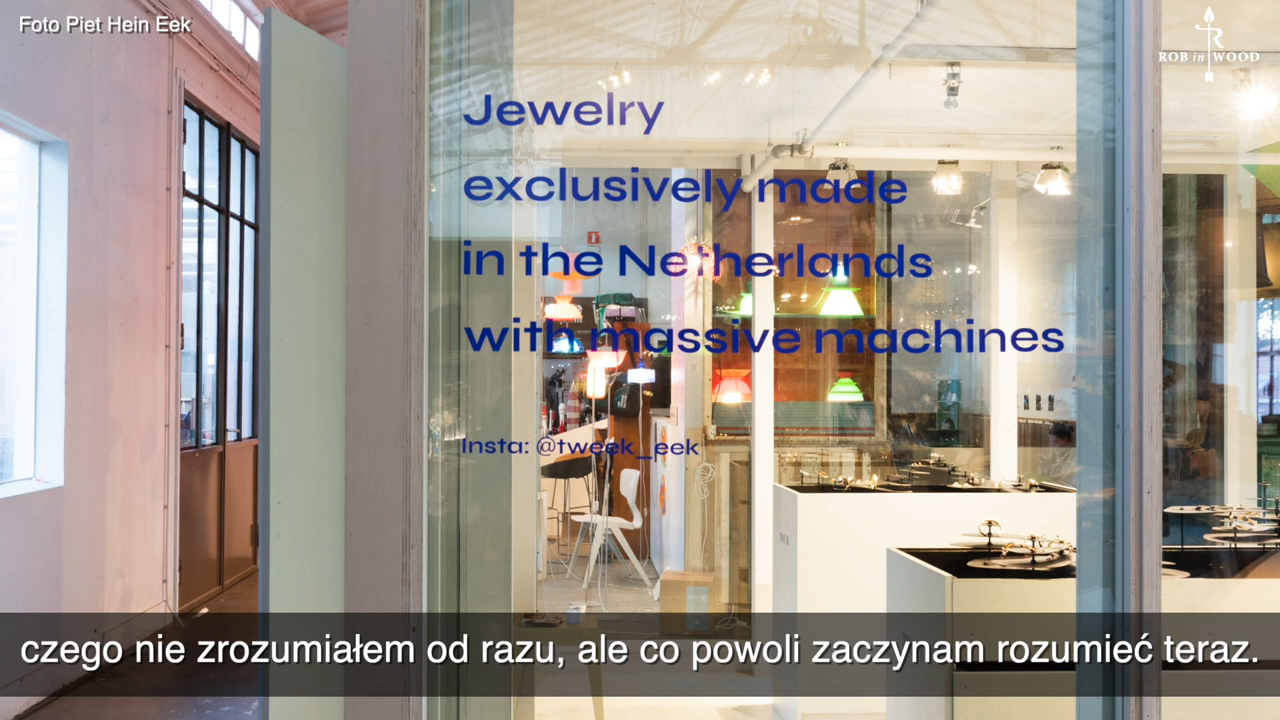 Foto Piet Hein Eek
ROB in WOOD
Jewelry
exclusively made
in the Netherlands
with massive machines
Insta: @tweek_eek
czego nie zrozumiałem od razu, ale co powoli zaczynam rozumieć teraz.